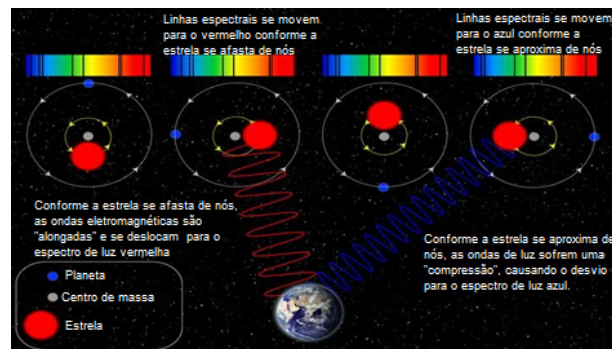 Linhas espectrais se movem
para o vermelho conforme a
estrela se afasta de nós
Linhas espectrais se movem
para o azul conforme a
estrela se aproxima de nós
Conforme a estrela se afasta de nós,
as ondas eletromagnéticas são
"alongadas" e se deslocam para o
espectro de luz vermelha
Conforme a estrela se aproxima de
nós, as ondas de luz sofrem uma
"compressão", causando o desvio
para o espectro de luz azul.
Planeta
Centro de massa
Estrela